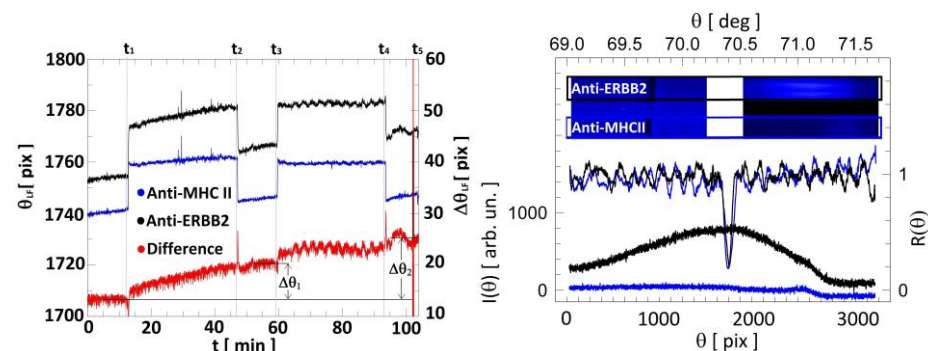 t₁ t₂ t₃ t₄ t₅
1800
1780
1760
1740
1720
1700
θLF[ pix]
60
50
40
30
20
10
ΔθLF[ pix]
Anti-MHC II
Anti-ERBB2
Difference
Δθ₁
Δθ₂
0 20 40 60 80 100
t [ min]
θ [ deg]
69.0 69.5 70.0 70.5 71.0 71.5
Anti-ERBB2
Anti-MHCII
1000
0
I(θ) [ arb. un.]
1
0
R(θ)
0 1000 2000 3000
θ [ pix]